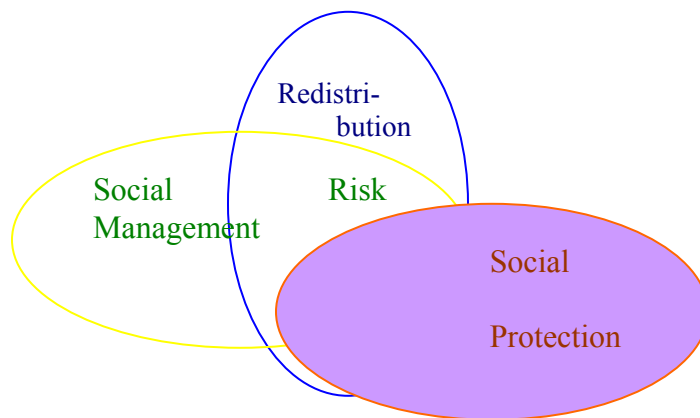 Redistri-
bution
Social Risk
Management
Social
Protection